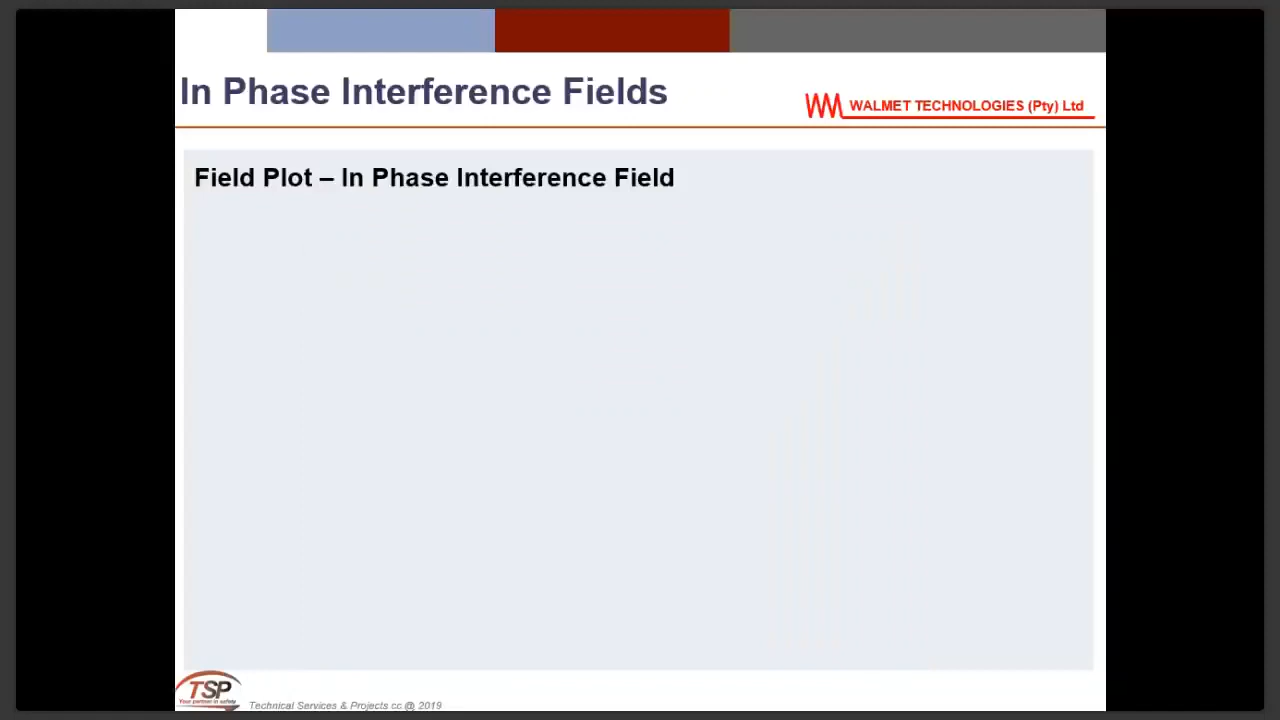 In Phase Interference Fields
WALMET TECHNOLOGIES (Pty) Ltd
Field Plot – In Phase Interference Field
TSP
Your partner in safety
Technical Services & Projects cc @ 2019